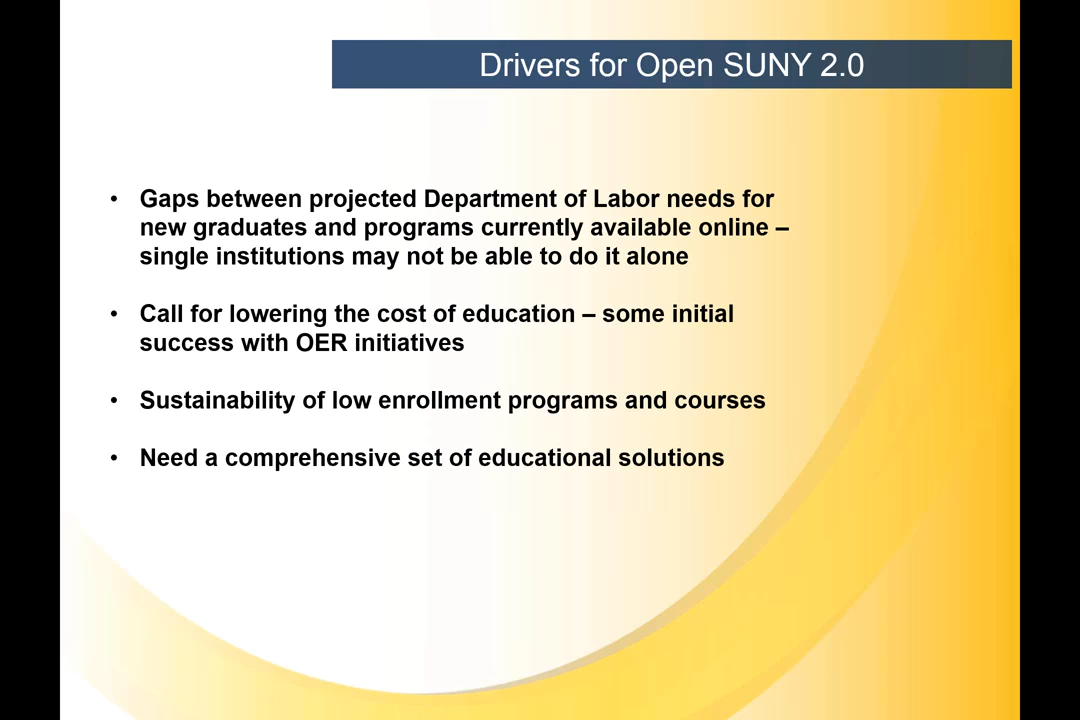 Drivers for Open SUNY 2.0
• Gaps between projected Department of Labor needs for
new graduates and programs currently available online –
single institutions may not be able to do it alone
• Call for lowering the cost of education – some initial
success with OER initiatives
• Sustainability of low enrollment programs and courses
• Need a comprehensive set of educational solutions